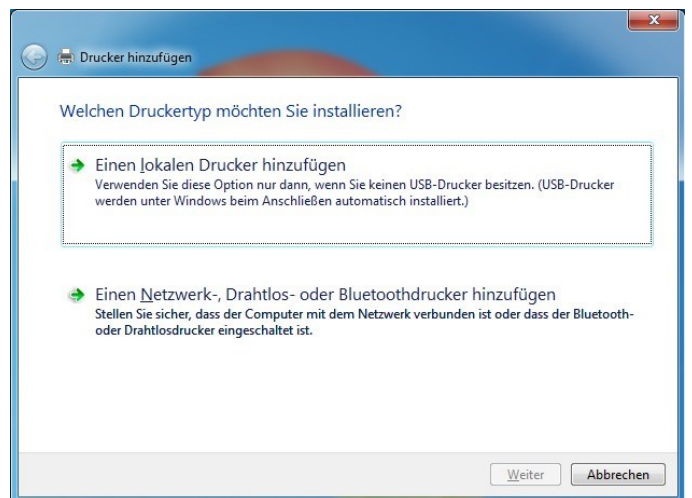 Drucker hinzufügen
Welchen Druckertyp möchten Sie installieren?
Einen lokalen Drucker hinzufügen
Verwenden Sie diese Option nur dann, wenn Sie keinen USB-Drucker besitzen. (USB-Drucker
werden unter Windows beim Anschließen automatisch installiert.)
Einen Netzwerk-, Drahtlos- oder Bluetoothdrucker hinzufügen
Stellen Sie sicher, dass der Computer mit dem Netzwerk verbunden ist oder dass der Bluetooth-
oder Drahtlosdrucker eingeschaltet ist.
Weiter Abbrechen